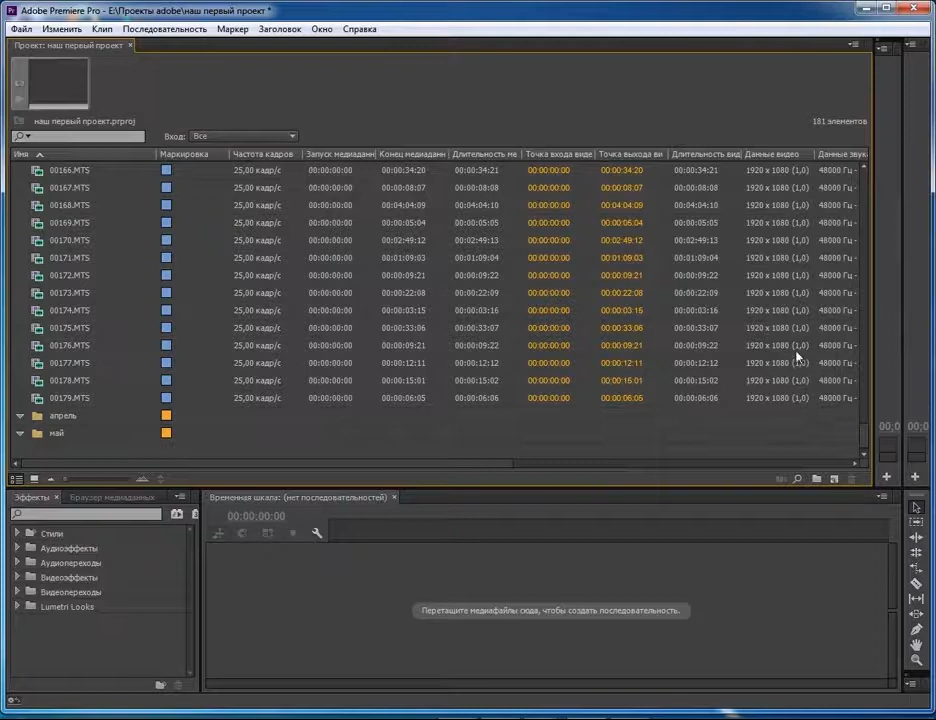 Adobe Premiere Pro - E:\Проекты adobe\наш первый проект *
Файл Изменить Клип Последовательность Маркер Заголовок Окно Справка
Проект: наш первый проект ×
наш первый проект.prproj 181 элементов
Вход: Все
Имя Маркировка Частота кадров Запуск медиаданн Конец медиаданн Длительность ме Точка входа виде Точка выхода ви Длительность вид Данные видео Данные звук
00166.MTS 25,00 кадр/с 00:00:00:00 00:00:34:20 00:00:34:21 00:00:00:00 00:00:34:20 00:00:34:21 1920 x 1080 (1,0) 48000 Гц -
00167.MTS 25,00 кадр/с 00:00:00:00 00:00:08:07 00:00:08:08 00:00:00:00 00:00:08:07 00:00:08:08 1920 x 1080 (1,0) 48000 Гц -
00168.MTS 25,00 кадр/с 00:00:00:00 00:04:04:09 00:04:04:10 00:00:00:00 00:04:04:09 00:04:04:10 1920 x 1080 (1,0) 48000 Гц -
00169.MTS 25,00 кадр/с 00:00:00:00 00:00:05:04 00:00:05:05 00:00:00:00 00:00:05:04 00:00:05:05 1920 x 1080 (1,0) 48000 Гц -
00170.MTS 25,00 кадр/с 00:00:00:00 00:02:49:12 00:02:49:13 00:00:00:00 00:02:49:12 00:02:49:13 1920 x 1080 (1,0) 48000 Гц -
00171.MTS 25,00 кадр/с 00:00:00:00 00:01:09:03 00:01:09:04 00:00:00:00 00:01:09:03 00:01:09:04 1920 x 1080 (1,0) 48000 Гц -
00172.MTS 25,00 кадр/с 00:00:00:00 00:00:09:21 00:00:09:22 00:00:00:00 00:00:09:21 00:00:09:22 1920 x 1080 (1,0) 48000 Гц -
00173.MTS 25,00 кадр/с 00:00:00:00 00:00:22:08 00:00:22:09 00:00:00:00 00:00:22:08 00:00:22:09 1920 x 1080 (1,0) 48000 Гц -
00174.MTS 25,00 кадр/с 00:00:00:00 00:00:03:15 00:00:03:16 00:00:00:00 00:00:03:15 00:00:03:16 1920 x 1080 (1,0) 48000 Гц -
00175.MTS 25,00 кадр/с 00:00:00:00 00:00:33:06 00:00:33:07 00:00:00:00 00:00:33:06 00:00:33:07 1920 x 1080 (1,0) 48000 Гц -
00176.MTS 25,00 кадр/с 00:00:00:00 00:00:09:21 00:00:09:22 00:00:00:00 00:00:09:21 00:00:09:22 1920 x 1080 (1,0) 48000 Гц -
00177.MTS 25,00 кадр/с 00:00:00:00 00:00:12:11 00:00:12:12 00:00:00:00 00:00:12:11 00:00:12:12 1920 x 1080 (1,0) 48000 Гц -
00178.MTS 25,00 кадр/с 00:00:00:00 00:00:15:01 00:00:15:02 00:00:00:00 00:00:15:01 00:00:15:02 1920 x 1080 (1,0) 48000 Гц -
00179.MTS 25,00 кадр/с 00:00:00:00 00:00:06:05 00:00:06:06 00:00:00:00 00:00:06:05 00:00:06:06 1920 x 1080 (1,0) 48000 Гц -
апрель
май
00;0 00;0
Эффекты × Браузер медиаданных
Временная шкала: (нет последовательностей) ×
00:00:00:00
Стили
Аудиоэффекты
Аудиопереходы
Видеоэффекты
Видеопереходы
Lumetri Looks
Перетащите медиафайлы сюда, чтобы создать последовательность.